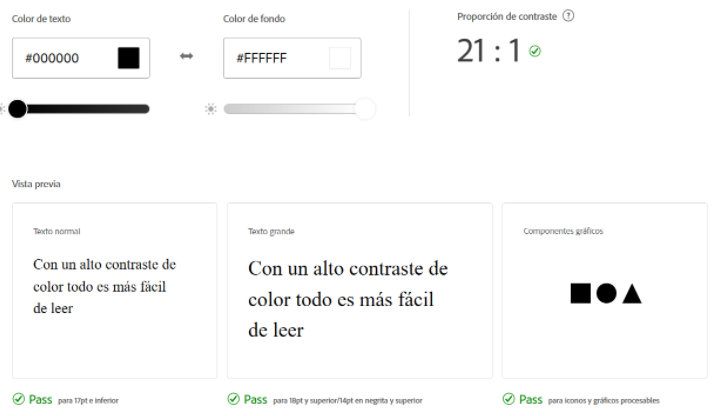 Color de texto
Color de fondo
Proporción de contraste ?
#000000
#FFFFFF
21 : 1
Vista previa
Texto normal
Con un alto contraste de
color todo es más fácil
de leer
Texto grande
Con un alto contraste de
color todo es más fácil
de leer
Componentes gráficos
Pass para 17pt e inferior
Pass para 18pt y superior/14pt en negrita y superior
Pass para iconos y gráficos procesables